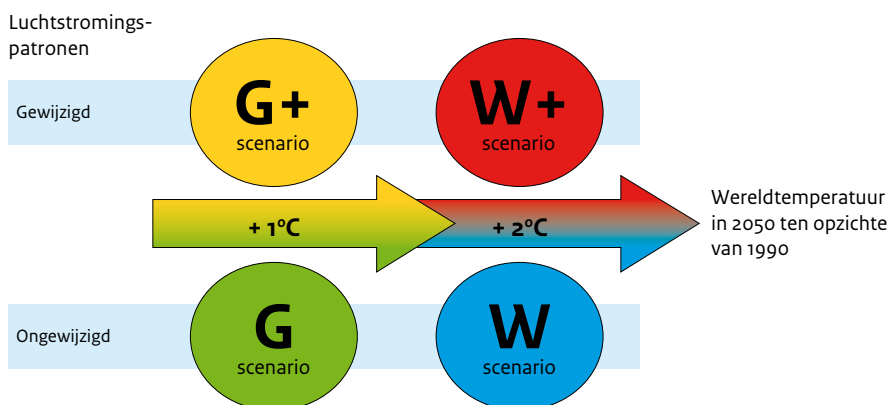 Luchtstromings-
patronen
Gewijzigd
G+
scenario
W+
scenario
+ 1°C
+ 2°C
Wereldtemperatuur
in 2050 ten opzichte
van 1990
Ongewijzigd
G
scenario
W
scenario